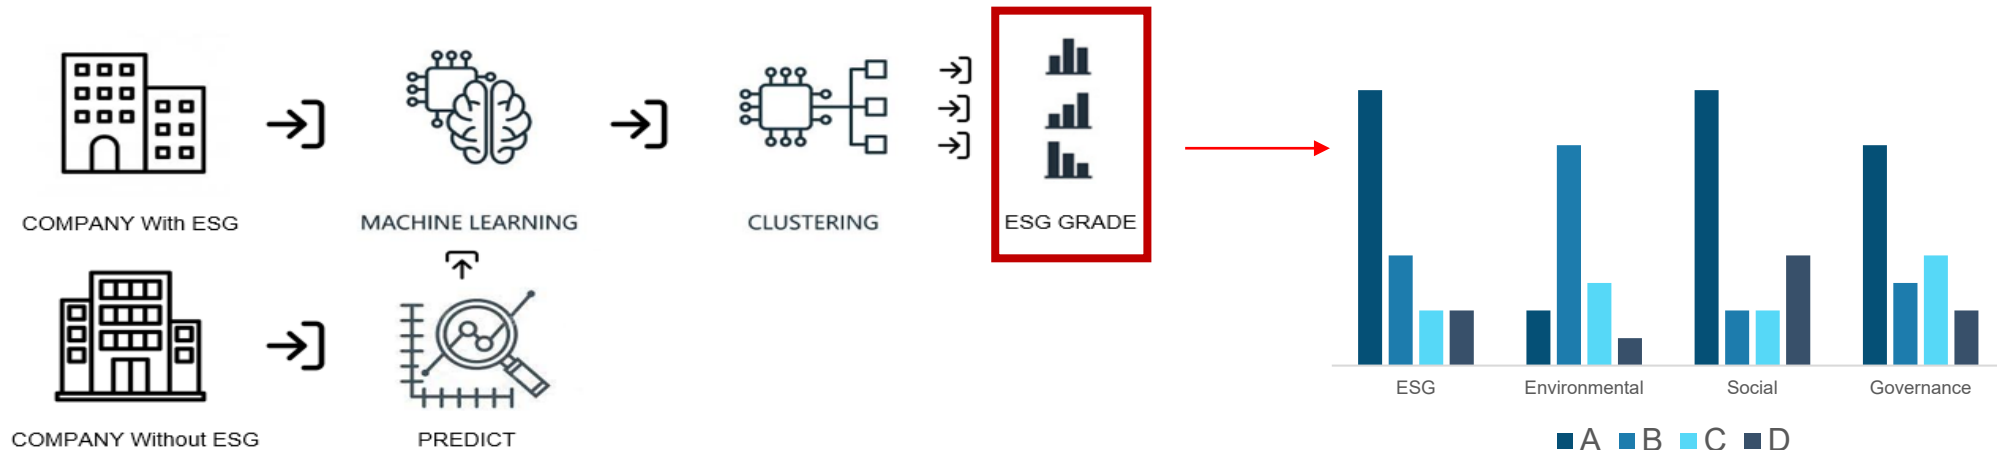 COMPANY With ESG
MACHINE LEARNING
CLUSTERING
ESG GRADE
COMPANY Without ESG
PREDICT
ESG
Environmental
Social
Governance
A B C D